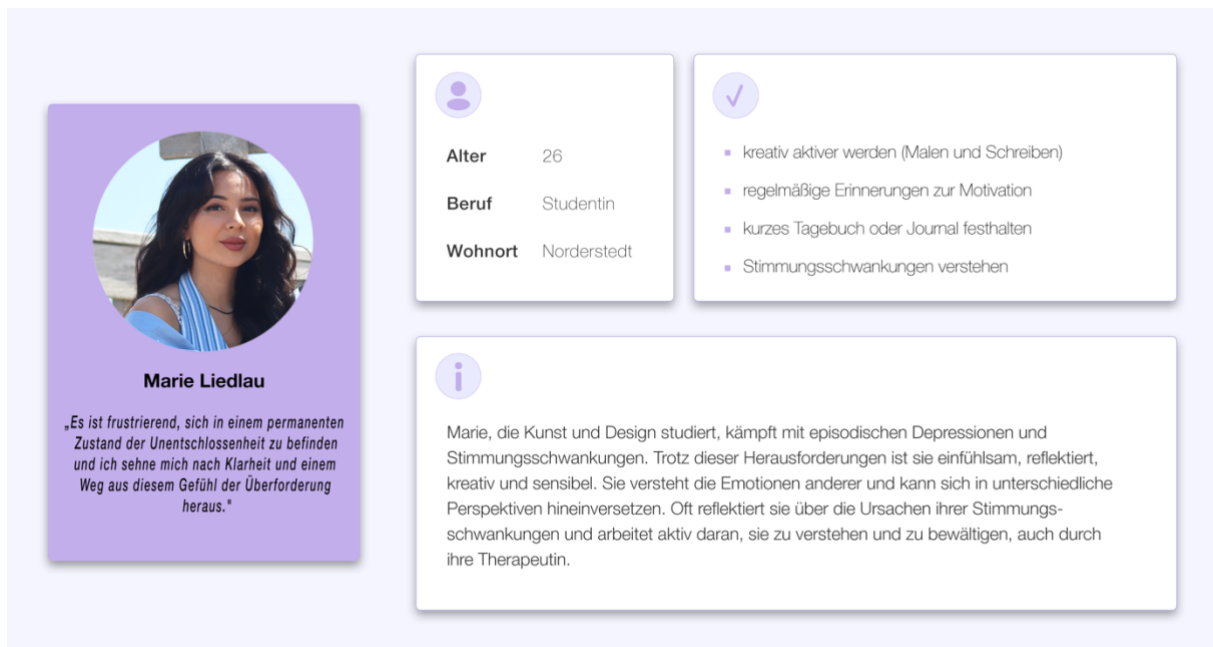 Marie Liedlau
„Es ist frustrierend, sich in einem permanenten
Zustand der Unentschlossenheit zu befinden
und ich sehne mich nach Klarheit und einem
Weg aus diesem Gefühl der Überforderung
heraus."
Alter 26
Beruf Studentin
Wohnort Norderstedt
kreativ aktiver werden (Malen und Schreiben)
regelmäßige Erinnerungen zur Motivation
kurzes Tagebuch oder Journal festhalten
Stimmungsschwankungen verstehen
Marie, die Kunst und Design studiert, kämpft mit episodischen Depressionen und
Stimmungsschwankungen. Trotz dieser Herausforderungen ist sie einfühlsam, reflektiert,
kreativ und sensibel. Sie versteht die Emotionen anderer und kann sich in unterschiedliche
Perspektiven hineinversetzen. Oft reflektiert sie über die Ursachen ihrer Stimmungs-
schwankungen und arbeitet aktiv daran, sie zu verstehen und zu bewältigen, auch durch
ihre Therapeutin.